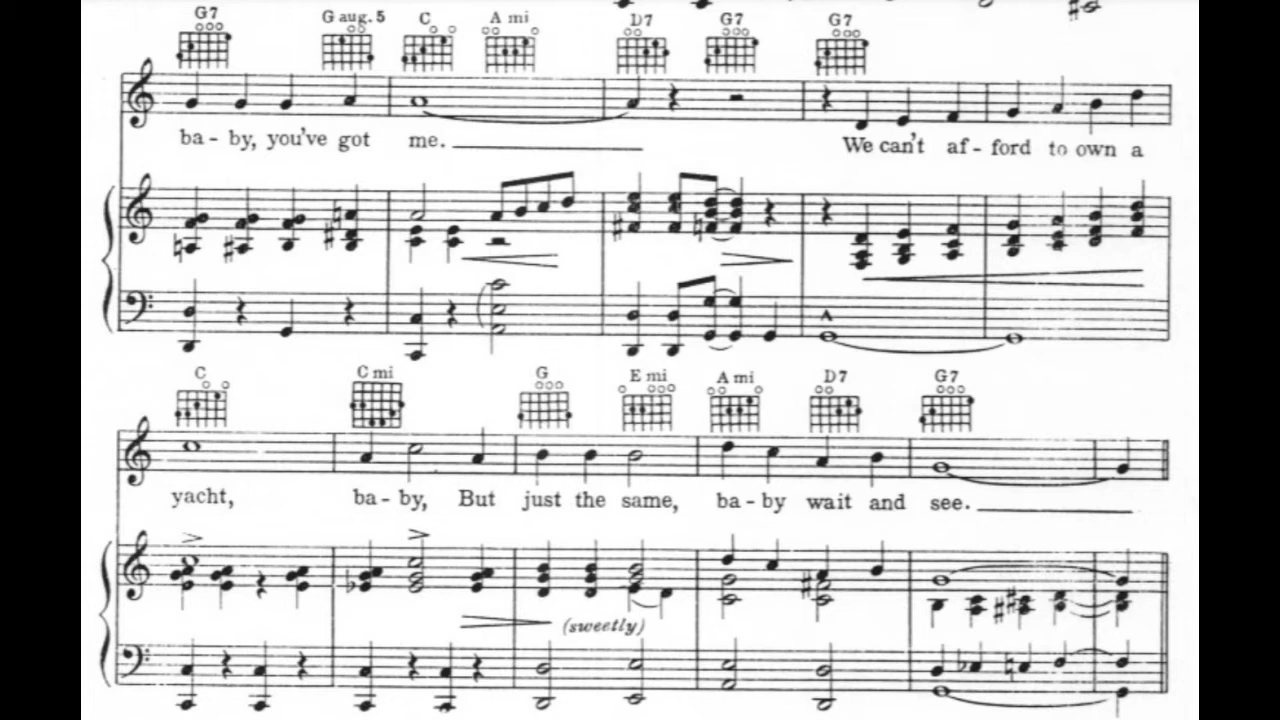 G7 G aug. 5 C A mi D7 G7 G7
ba - by, you've got me. We can't af - ford to own a
C C mi G E mi A mi D7 G7
yacht, ba - by, But just the same, ba - by wait and see.
(sweetly)